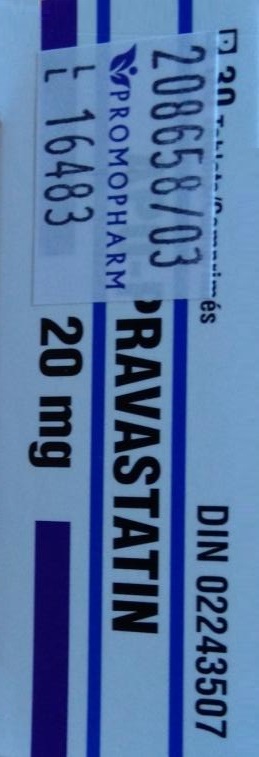 30 Tablets/Comprimés
DIN 02243507
208658/03
PROMOPHARM
L 16483
L
PRAVASTATIN
20 mg